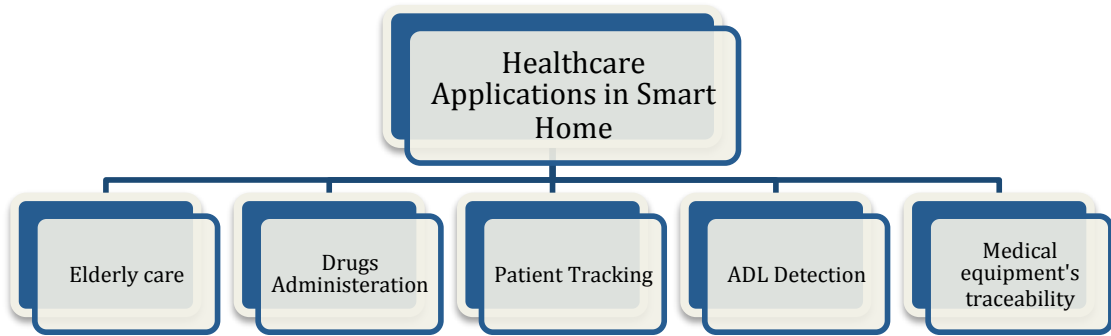 Healthcare
Applications in Smart
Home
Elderly care
Drugs
Administeration
Patient Tracking
ADL Detection
Medical
equipment's
traceability